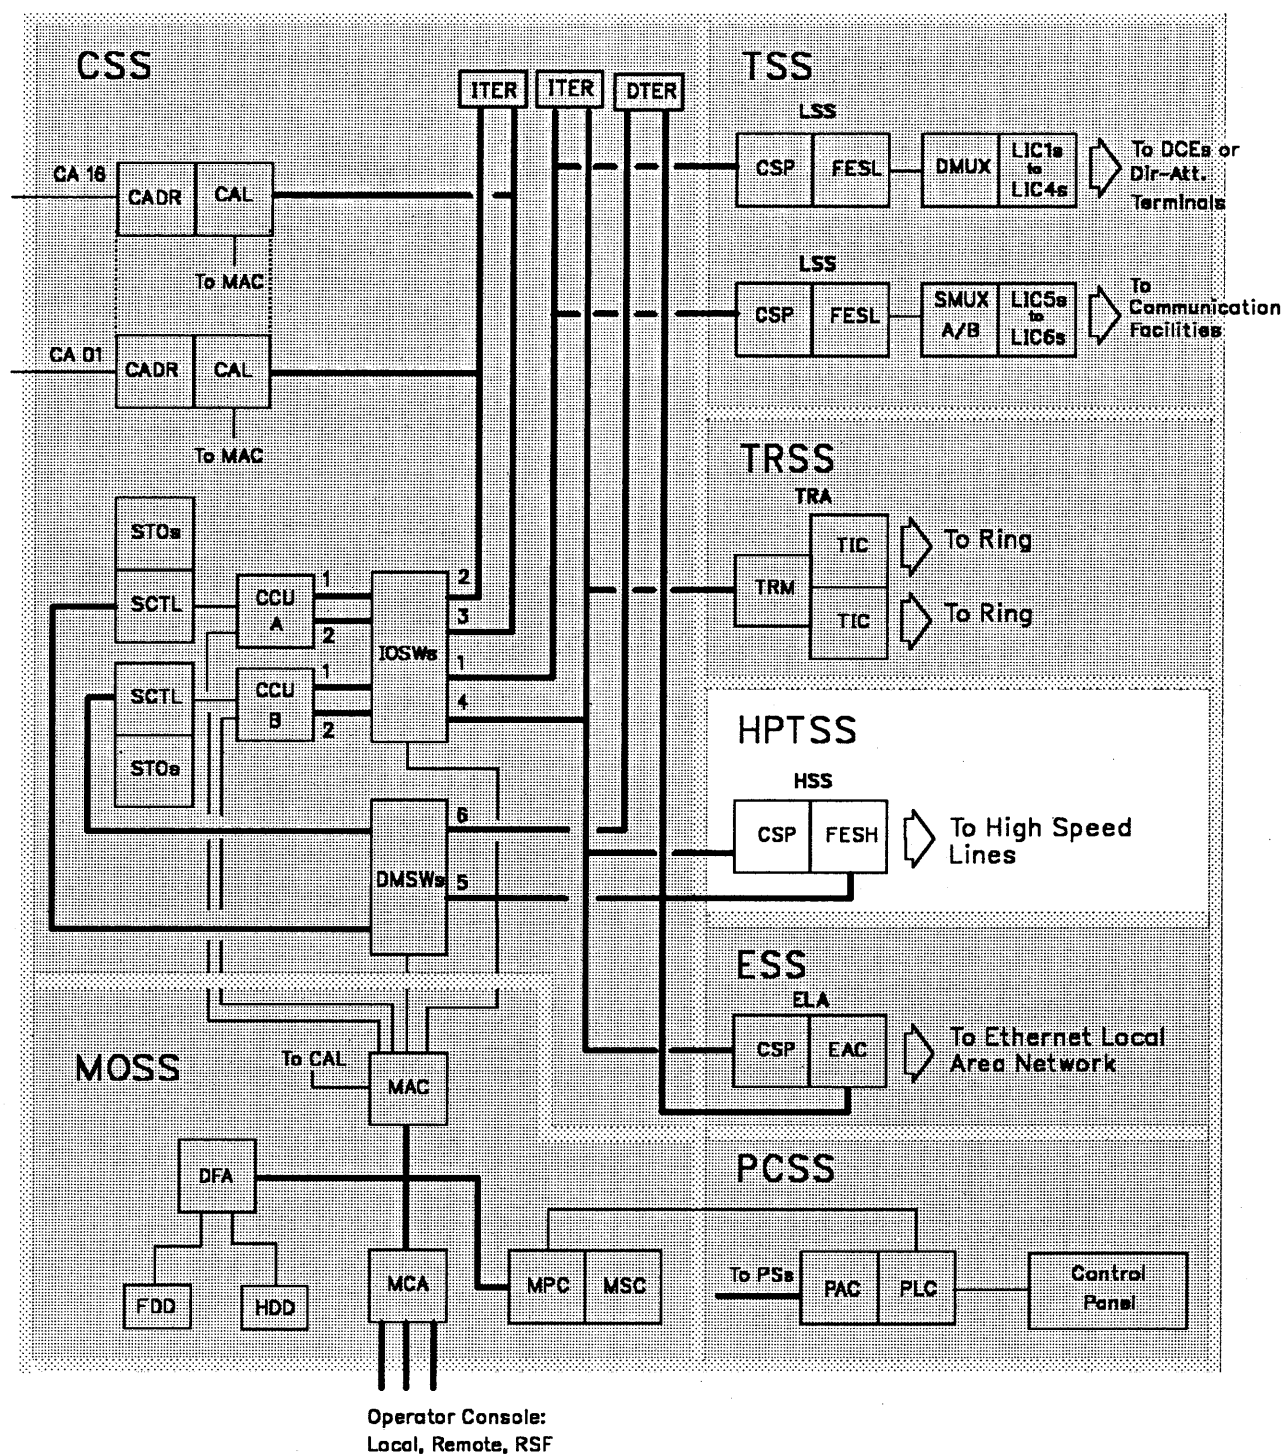 CSS
ITER
ITER
DTER
CA 16
CADR
CAL
To MAC
CA 01
CADR
CAL
To MAC
STOs
SCTL
CCU
A
1
2
SCTL
STOs
CCU
B
1
2
IOSWs
2
3
1
4
DMSWs
6
5
TSS
LSS
CSP
FESL
DMUX
LIC1s
to
LIC4s
To DCEs or
Dir-Att.
Terminals
LSS
CSP
FESL
SMUX
A/B
LIC5s
to
LIC6s
To
Communication
Facilities
TRSS
TRA
TRM
TIC
To Ring
TIC
To Ring
HPTSS
HSS
CSP
FESH
To High Speed
Lines
ESS
ELA
CSP
EAC
To Ethernet Local
Area Network
MOSS
To CAL
MAC
DFA
FDD
HDD
MCA
MPC
MSC
PCSS
To PSs
PAC
PLC
Control
Panel
Operator Console:
Local, Remote, RSF